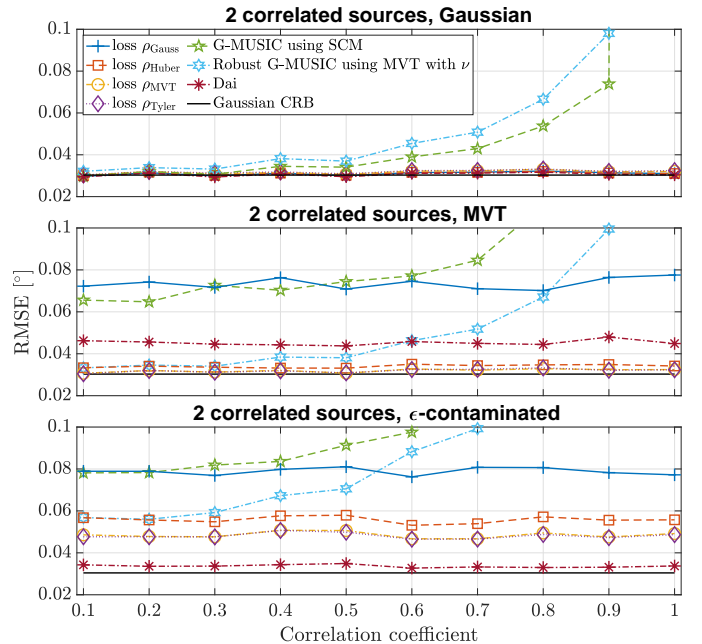 2 correlated sources, Gaussian
0.1
0.08
0.06
0.04
0.02
loss ρGauss
loss ρHuber
loss ρMVT
loss ρTyler
G-MUSIC using SCM
Robust G-MUSIC using MVT with ν
Dai
Gaussian CRB
2 correlated sources, MVT
0.1
0.08
0.06
0.04
0.02
RMSE [°]
2 correlated sources, ϵ-contaminated
0.1
0.08
0.06
0.04
0.02
0.1 0.2 0.3 0.4 0.5 0.6 0.7 0.8 0.9 1
Correlation coefficient